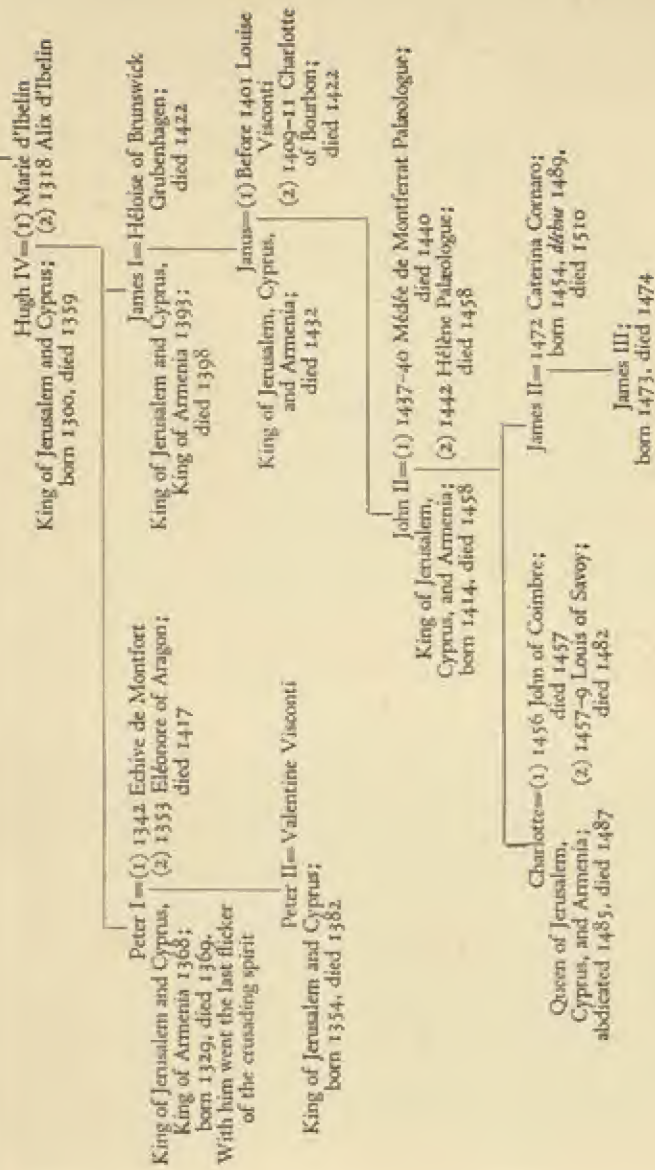 Hugh IV=(1) Marie d'Ibelin
King of Jerusalem and Cyprus; (2) 1318 Alix d'Ibelin
born 1300, died 1359
Peter I=(1) 1342 Echive de Montfort
King of Jerusalem and Cyprus, (2) 1353 Eléonore of Aragon;
King of Armenia 1368; died 1417
born 1329, died 1369.
With him went the last flicker
of the crusading spirit
Peter II=Valentine Visconti
King of Jerusalem and Cyprus;
born 1354, died 1382
James I=Héloise of Brunswick
King of Jerusalem and Cyprus, Grubenhagen;
King of Armenia 1393; died 1422
died 1398
Janus=(1) Before 1401 Louise
King of Jerusalem, Cyprus, Visconti
and Armenia; (2) 1409-11 Charlotte
died 1432 of Bourbon;
died 1422
John II=(1) 1437-40 Médée de Montferrat Palæologue;
King of Jerusalem, died 1440
Cyprus, and Armenia; (2) 1442 Hélène Palæologue;
born 1414, died 1458 died 1458
Charlotte=(1) 1456 John of Coimbre;
Queen of Jerusalem, died 1457
Cyprus, and Armenia; (2) 1457-9 Louis of Savoy;
abdicated 1485, died 1487 died 1482
James II=1472 Caterina Cornaro;
born 1454, débour 1489,
died 1510
James III;
born 1473, died 1474